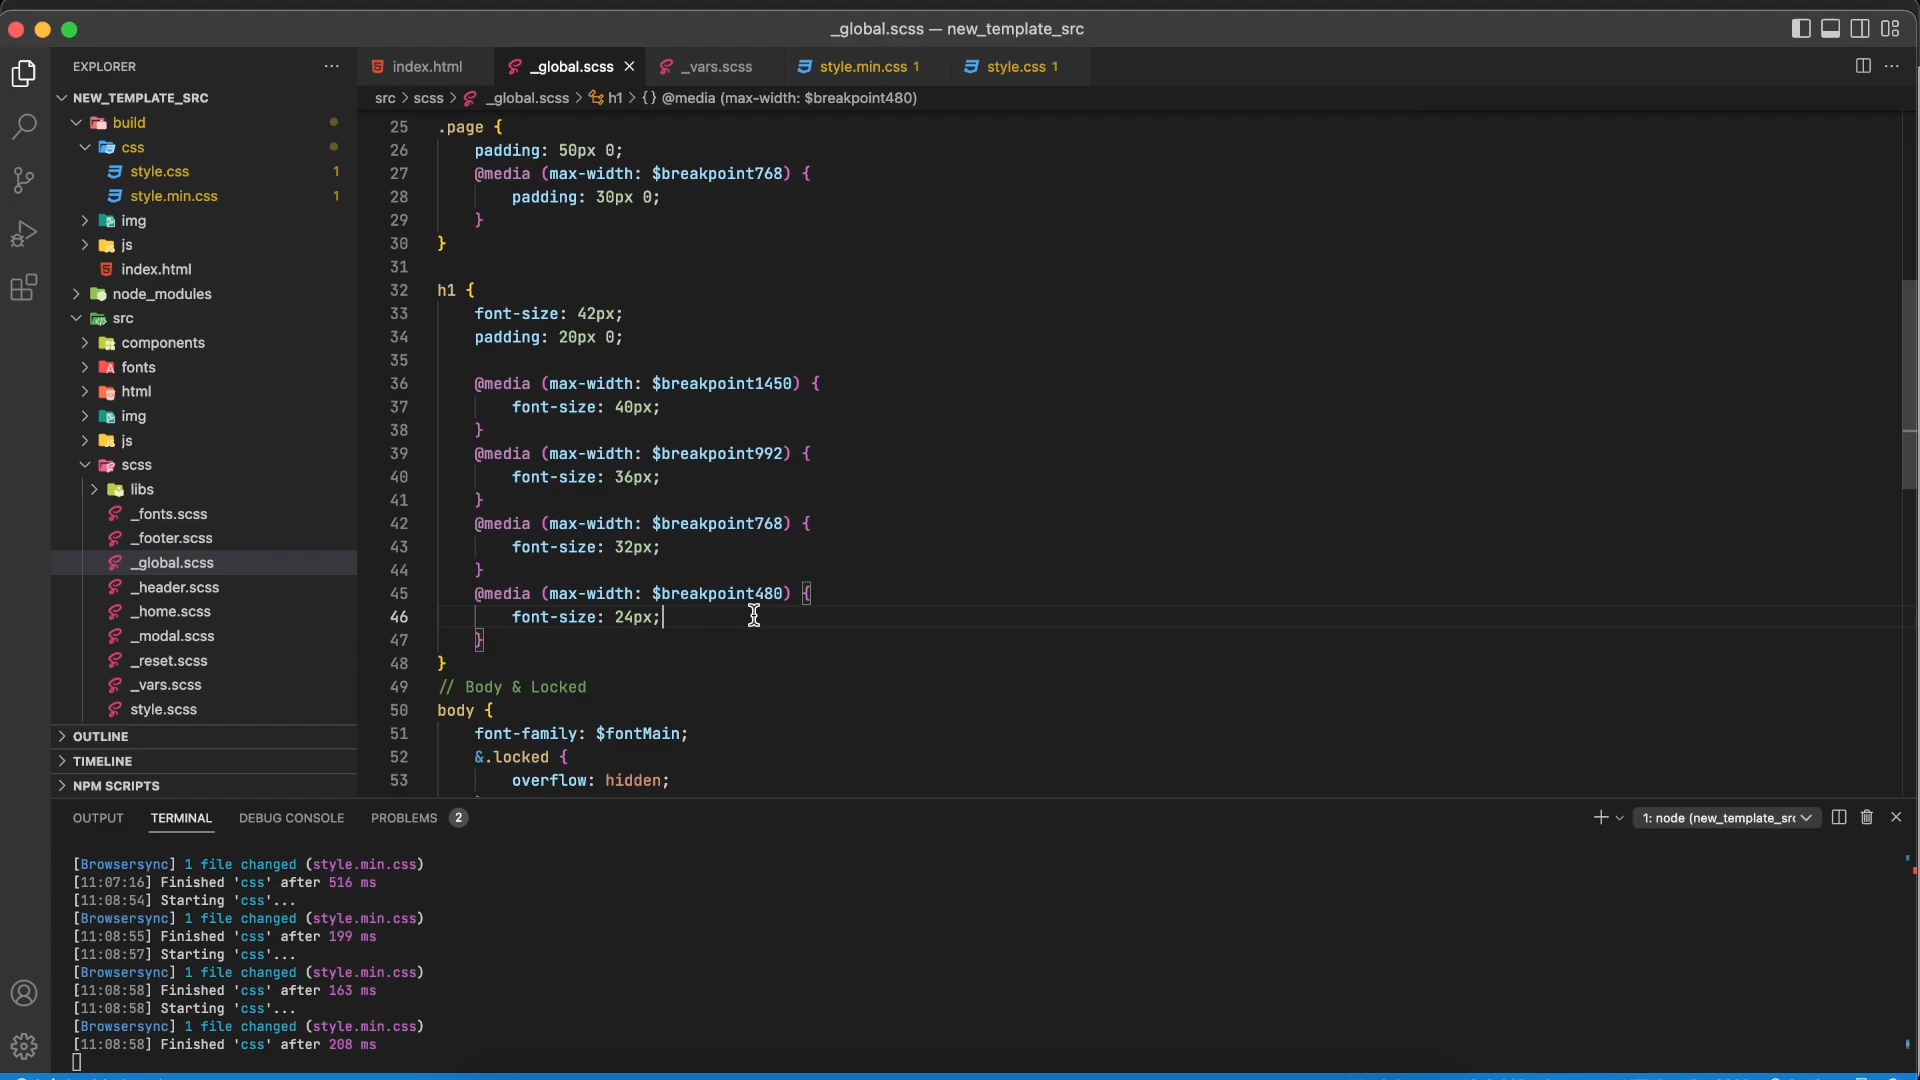 _global.scss — new_template_src
EXPLORER
NEW_TEMPLATE_SRC
build
css
style.css 1
style.min.css 1
img
js
index.html
node_modules
src
components
fonts
html
img
js
scss
libs
_fonts.scss
_footer.scss
_global.scss
_header.scss
_home.scss
_modal.scss
_reset.scss
_vars.scss
style.scss
OUTLINE
TIMELINE
NPM SCRIPTS
index.html _global.scss _vars.scss style.min.css 1 style.css 1
src > scss > _global.scss > h1 > {} @media (max-width: $breakpoint480)
25 .page {
26 padding: 50px 0;
27 @media (max-width: $breakpoint768) {
28 padding: 30px 0;
29 }
30 }
31
32 h1 {
33 font-size: 42px;
34 padding: 20px 0;
35
36 @media (max-width: $breakpoint1450) {
37 font-size: 40px;
38 }
39 @media (max-width: $breakpoint992) {
40 font-size: 36px;
41 }
42 @media (max-width: $breakpoint768) {
43 font-size: 32px;
44 }
45 @media (max-width: $breakpoint480) {
46 font-size: 24px;
47 }
48 }
49 // Body & Locked
50 body {
51 font-family: $fontMain;
52 &.locked {
53 overflow: hidden;
OUTPUT TERMINAL DEBUG CONSOLE PROBLEMS 2
1: node (new_template_src
[Browsersync] 1 file changed (style.min.css)
[11:07:16] Finished 'css' after 516 ms
[11:08:54] Starting 'css'...
[Browsersync] 1 file changed (style.min.css)
[11:08:55] Finished 'css' after 199 ms
[11:08:57] Starting 'css'...
[Browsersync] 1 file changed (style.min.css)
[11:08:58] Finished 'css' after 163 ms
[11:08:58] Starting 'css'...
[Browsersync] 1 file changed (style.min.css)
[11:08:58] Finished 'css' after 208 ms